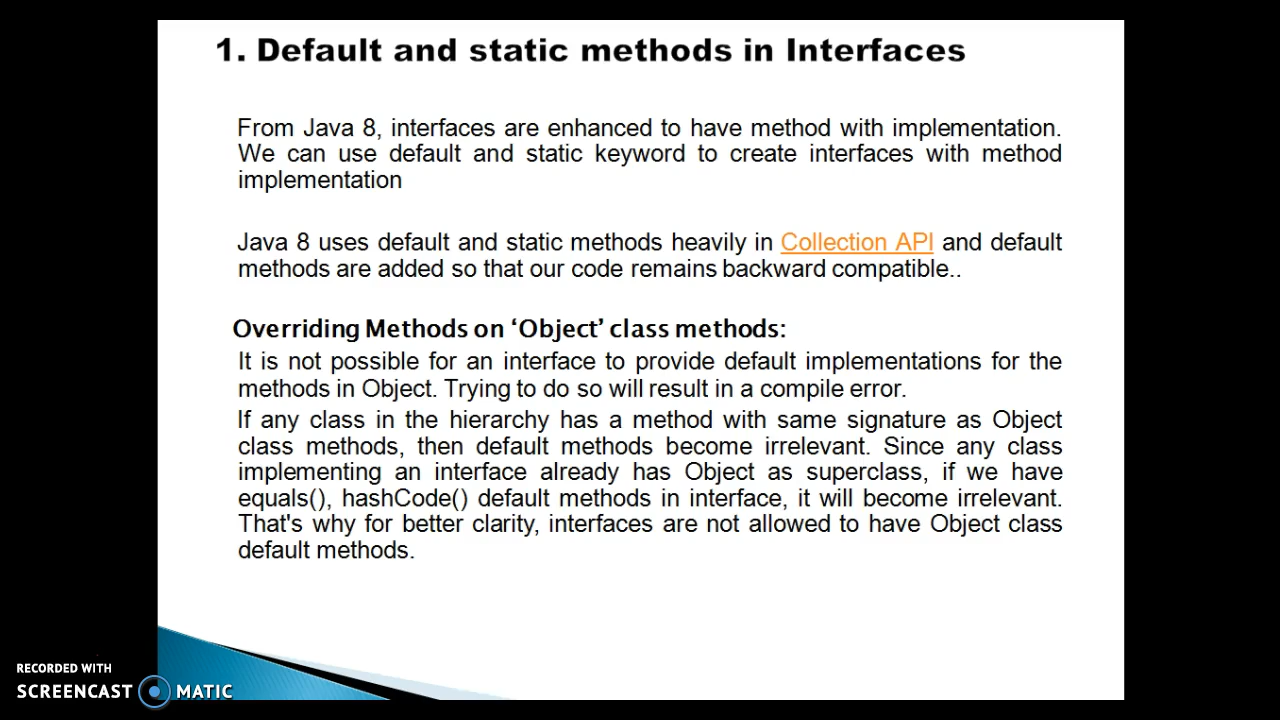 1. Default and static methods in Interfaces
From Java 8, interfaces are enhanced to have method with implementation.
We can use default and static keyword to create interfaces with method
implementation
Java 8 uses default and static methods heavily in Collection API and default
methods are added so that our code remains backward compatible..
Overriding Methods on ‘Object’ class methods:
It is not possible for an interface to provide default implementations for the
methods in Object. Trying to do so will result in a compile error.
If any class in the hierarchy has a method with same signature as Object
class methods, then default methods become irrelevant. Since any class
implementing an interface already has Object as superclass, if we have
equals(), hashCode() default methods in interface, it will become irrelevant.
That's why for better clarity, interfaces are not allowed to have Object class
default methods.
RECORDED WITH
SCREENCAST MATIC